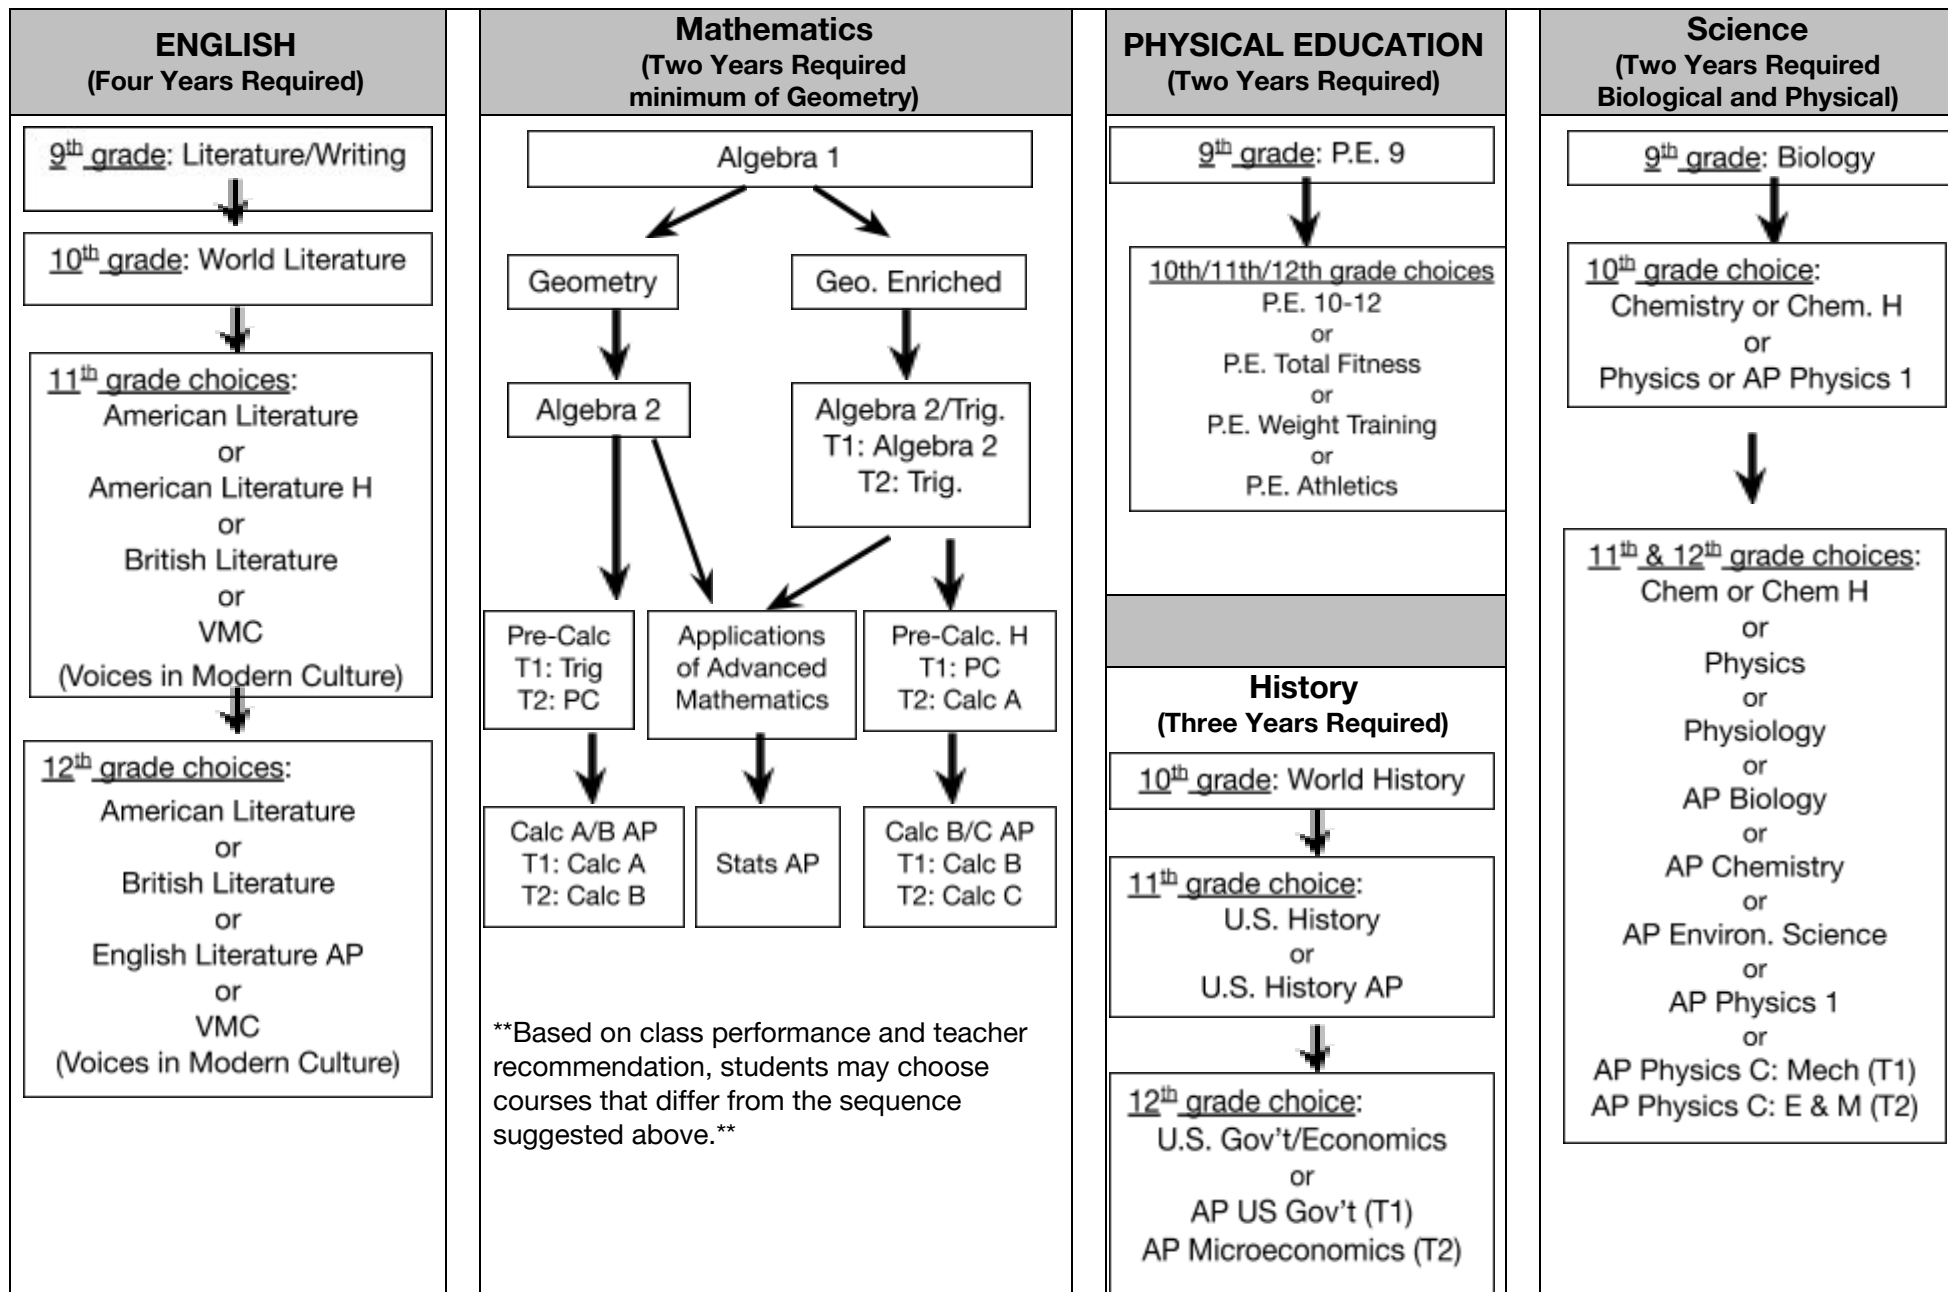 ENGLISH
(Four Years Required)
9th grade: Literature/Writing
10th grade: World Literature
11th grade choices:
American Literature
or
American Literature H
or
British Literature
or
VMC
(Voices in Modern Culture)
12th grade choices:
American Literature
or
British Literature
or
English Literature AP
or
VMC
(Voices in Modern Culture)
Mathematics
(Two Years Required
minimum of Geometry)
Algebra 1
Geometry
Geo. Enriched
Algebra 2
Algebra 2/Trig.
T1: Algebra 2
T2: Trig.
Pre-Calc
T1: Trig
T2: PC
Applications
of Advanced
Mathematics
Pre-Calc. H
T1: PC
T2: Calc A
Calc A/B AP
T1: Calc A
T2: Calc B
Stats AP
Calc B/C AP
T1: Calc B
T2: Calc C
**Based on class performance and teacher
recommendation, students may choose
courses that differ from the sequence
suggested above.**
PHYSICAL EDUCATION
(Two Years Required)
9th grade: P.E. 9
10th/11th/12th grade choices
P.E. 10-12
or
P.E. Total Fitness
or
P.E. Weight Training
or
P.E. Athletics
History
(Three Years Required)
10th grade: World History
11th grade choice:
U.S. History
or
U.S. History AP
12th grade choice:
U.S. Gov't/Economics
or
AP US Gov't (T1)
AP Microeconomics (T2)
Science
(Two Years Required
Biological and Physical)
9th grade: Biology
10th grade choice:
Chemistry or Chem. H
or
Physics or AP Physics 1
11th & 12th grade choices:
Chem or Chem H
or
Physics
or
Physiology
or
AP Biology
or
AP Chemistry
or
AP Environ. Science
or
AP Physics 1
or
AP Physics C: Mech (T1)
AP Physics C: E & M (T2)